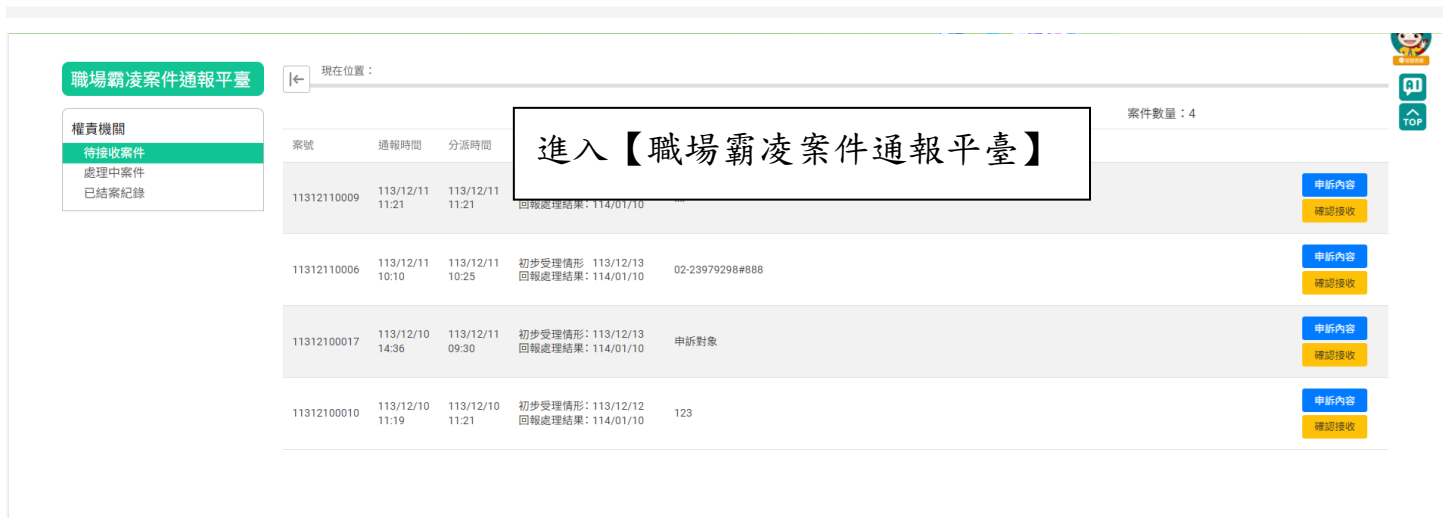 職場霸凌案件通報平臺
現在位置：
案件數量：4
權責機關
待接收案件
處理中案件
已結案紀錄
進入【職場霸凌案件通報平臺】
案號 通報時間 分派時間
11312110009 113/12/11 11:21 113/12/11 11:21 回報處理結果：114/01/10
申訴內容
確認接收
11312110006 113/12/11 10:10 113/12/11 10:25 初步受理情形 113/12/13 回報處理結果：114/01/10 02-23979298#888
申訴內容
確認接收
11312100017 113/12/10 14:36 113/12/11 09:30 初步受理情形：113/12/13 回報處理結果：114/01/10 申訴對象
申訴內容
確認接收
11312100010 113/12/10 11:19 113/12/10 11:21 初步受理情形：113/12/12 回報處理結果：114/01/10 123
申訴內容
確認接收
AI
TOP